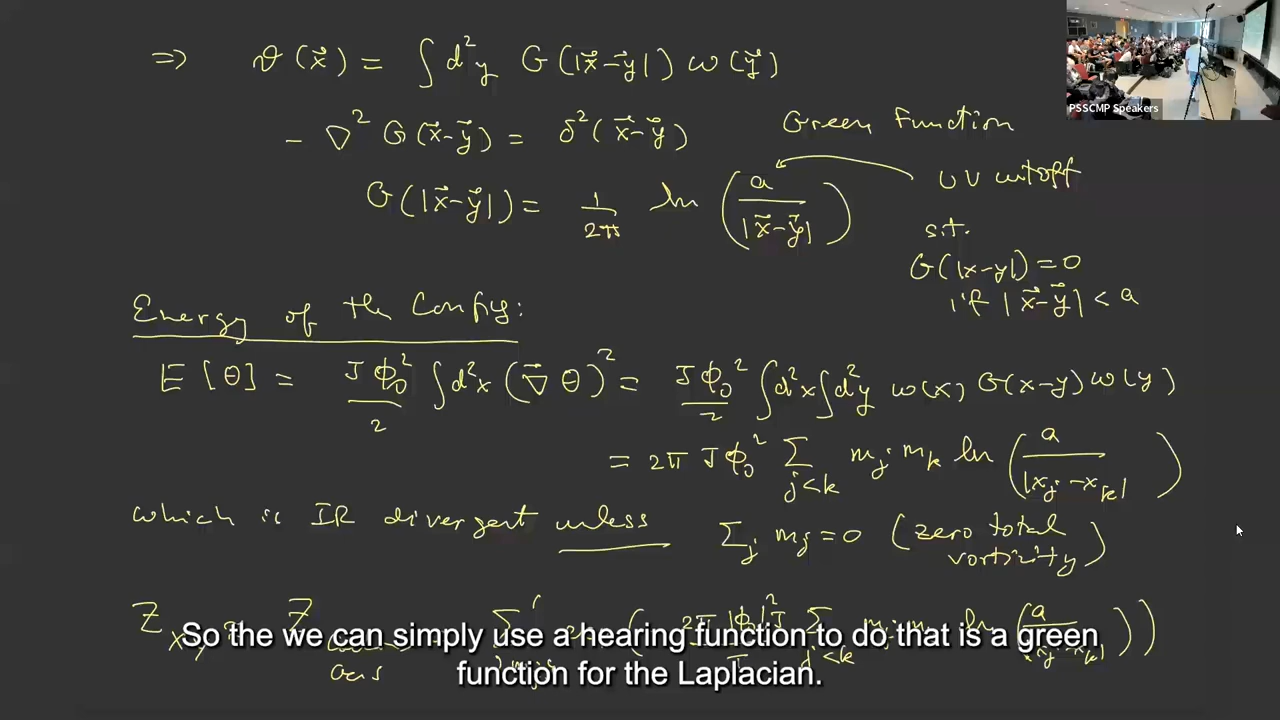 ⇒ ϑ(x⃗) = ∫ d²y G(|x⃗-y⃗|) ω(y⃗)
- ∇² G(x⃗-y⃗) = δ²(x⃗-y⃗) Green Function
G(|x⃗-y⃗|) = 1/2π ln (a/|x⃗-y⃗|) UV cutoff
s.t.
G(|x-y|) = 0
if |x⃗-y⃗| < a
Energy of the Config:
E[θ] = Jϕ₀²/2 ∫d²x (∇⃗θ)² = Jϕ₀²/2 ∫d²x ∫d²y ω(x) G(x-y) ω(y)
= 2π Jϕ₀² Σ_{j<k} m_j m_k ln (a/|x_j - x_k|)
which is IR divergent unless Σ_j m_j = 0 (zero total
vorticity)
So the we can simply use a hearing function to do that is a green
function for the Laplacian.
PSSCMP Speakers